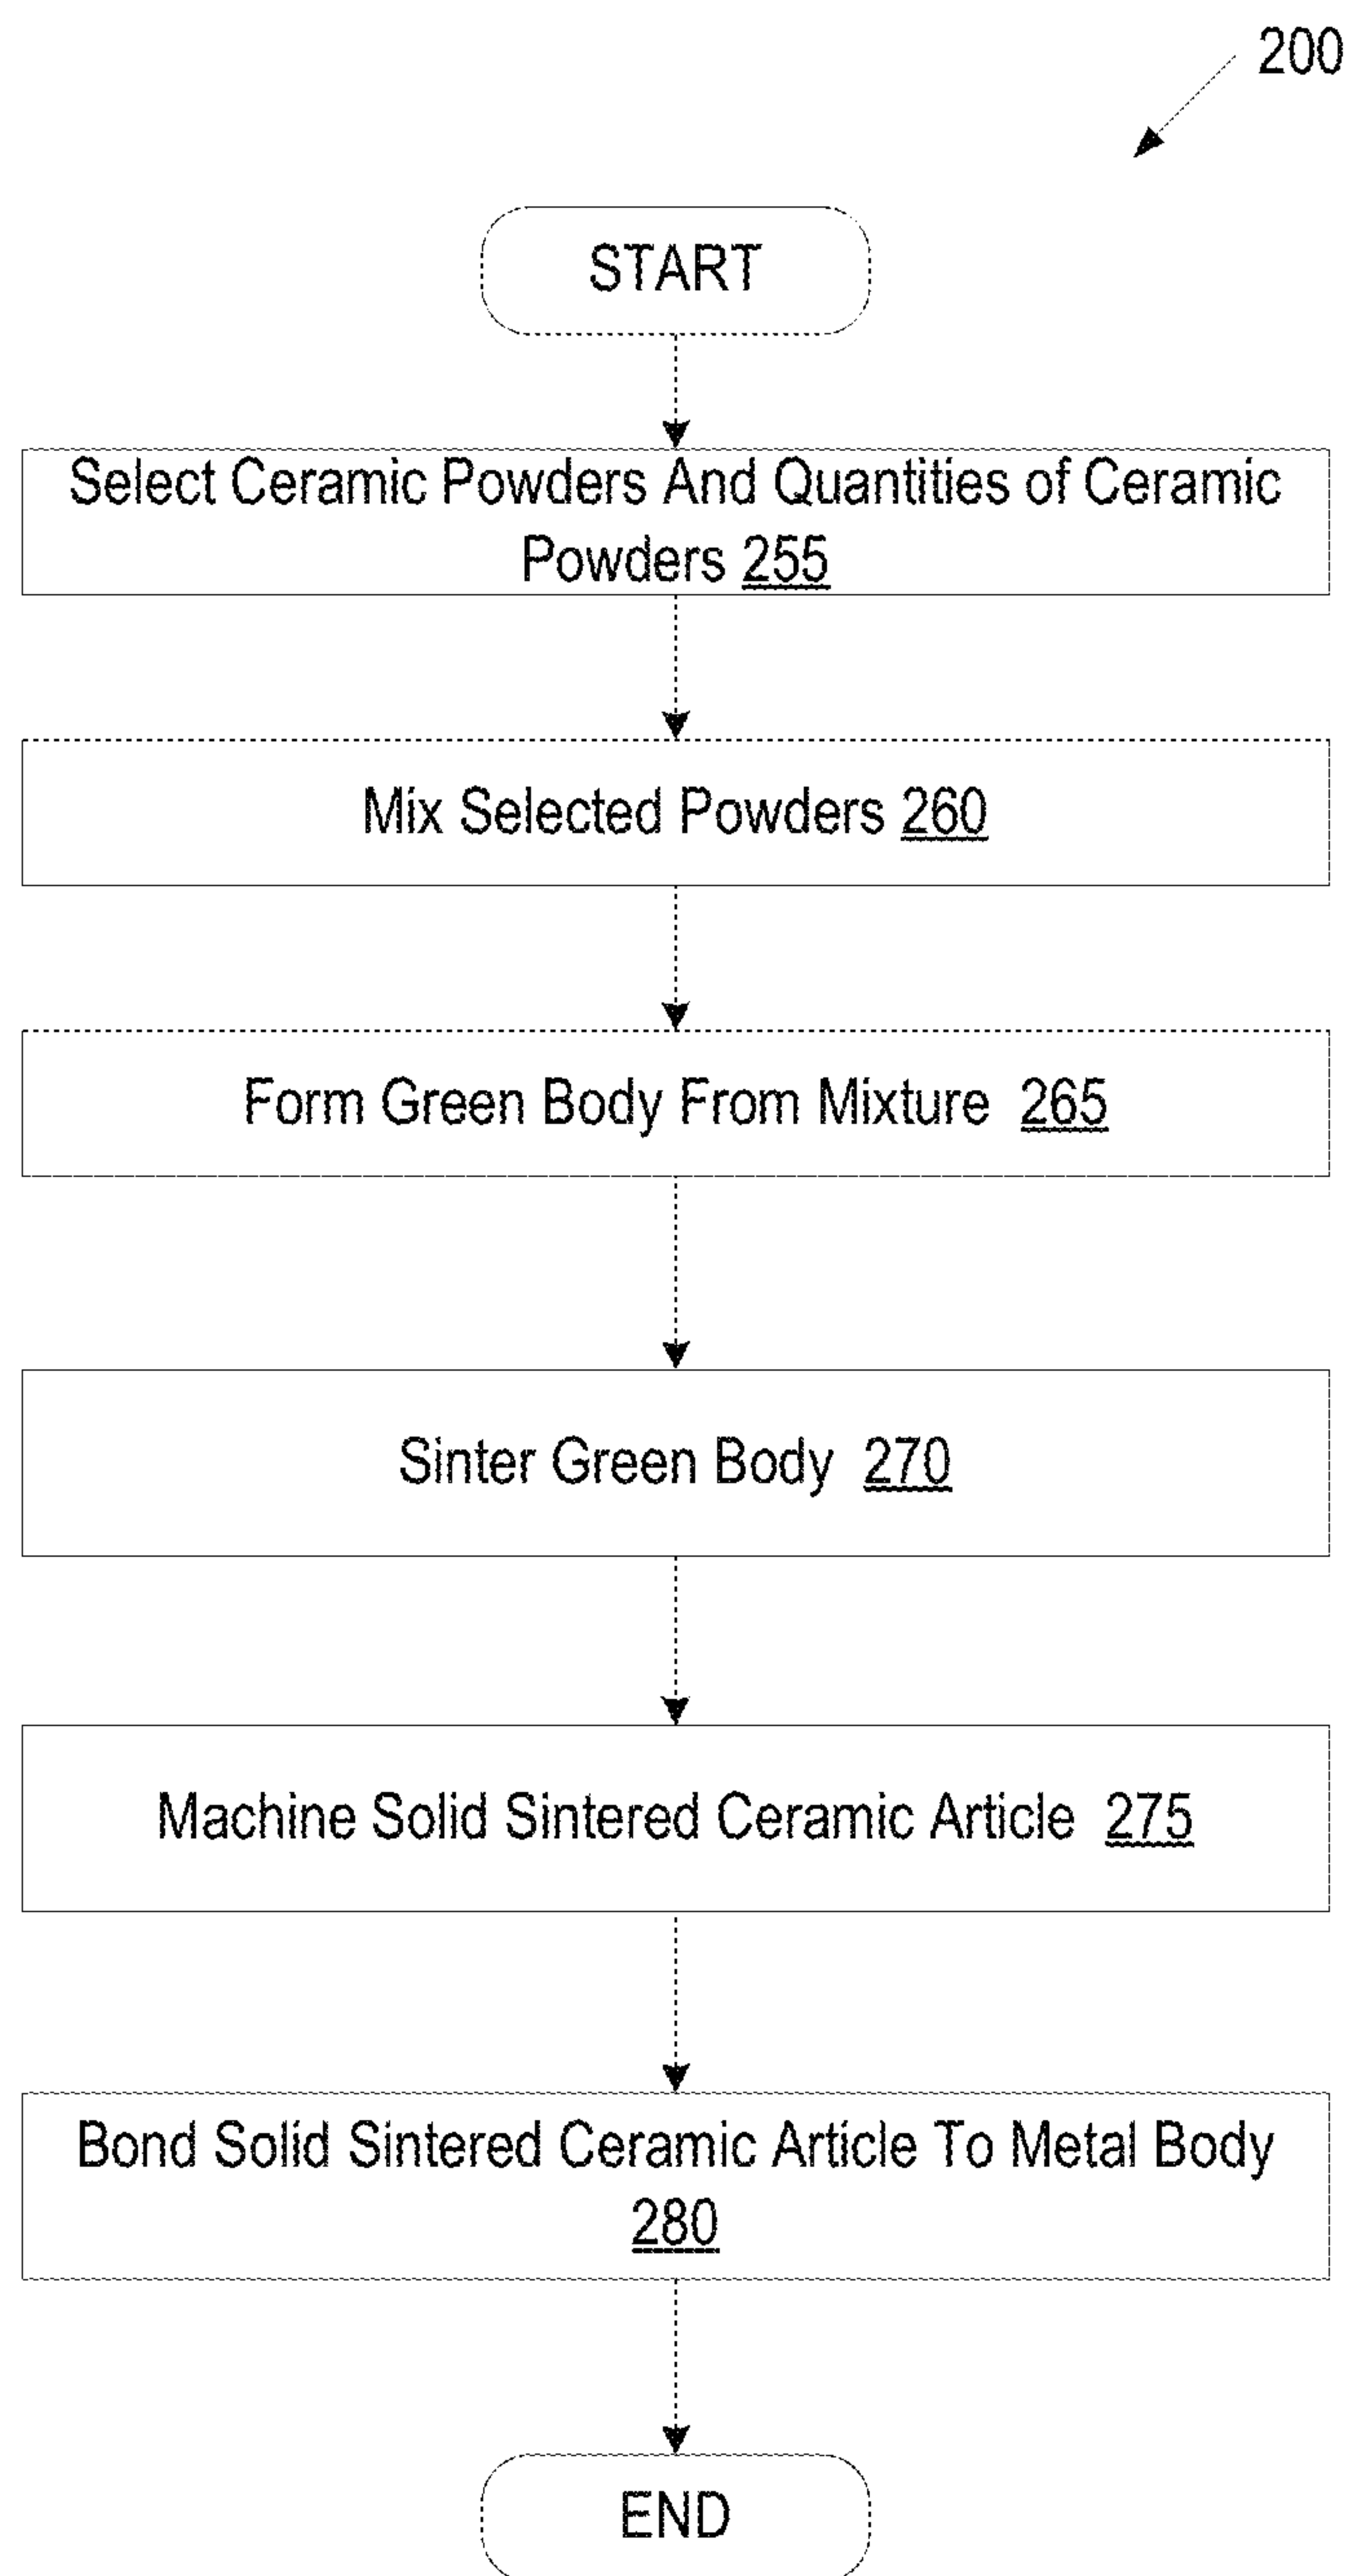 200
START
Select Ceramic Powders And Quantities of Ceramic
Powders 255
Mix Selected Powders 260
Form Green Body From Mixture 265
Sinter Green Body 270
Machine Solid Sintered Ceramic Article 275
Bond Solid Sintered Ceramic Article To Metal Body
280
END